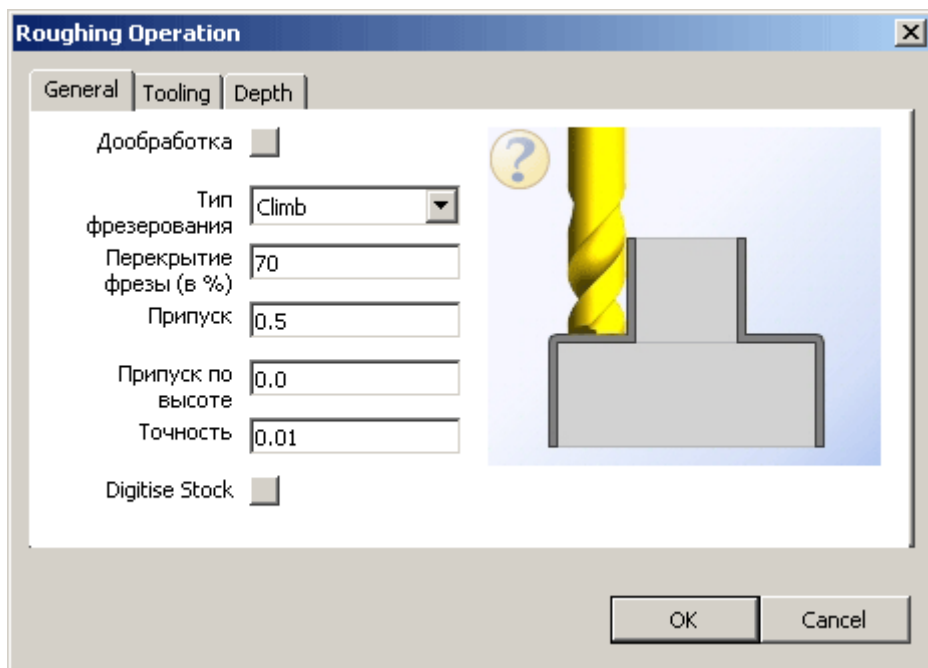 Roughing Operation
General Tooling Depth
Дообработка
Тип
фрезерования
Climb
Перекрытие
фрезы (в %)
70
Припуск
0.5
Припуск по
высоте
0.0
Точность
0.01
Digitise Stock
?
OK Cancel